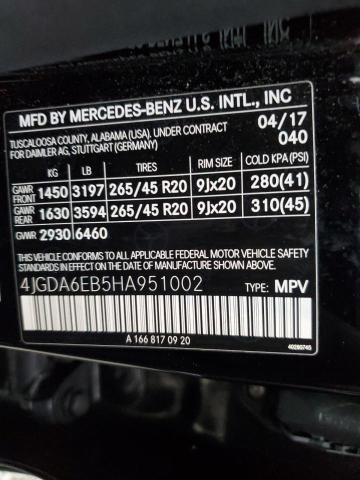 MFD BY MERCEDES-BENZ U.S. INTL., INC
TUSCALOOSA COUNTY, ALABAMA (USA). UNDER CONTRACT 04/17
FOR DAIMLER AG, STUTTGART (GERMANY) 040
KG LB TIRES RIM SIZE COLD KPA (PSI)
GAWR FRONT 1450 3197 265/45 R20 9Jx20 280(41)
GAWR REAR 1630 3594 265/45 R20 9Jx20 310(45)
GVWR 2930 6460
THIS VEHICLE CONFORMS TO ALL APPLICABLE FEDERAL MOTOR VEHICLE SAFETY
STANDARDS IN EFFECT ON THE DATE OF MANUFACTURE SHOWN ABOVE.
4JGDA6EB5HA951002 TYPE: MPV
A 166 817 09 20
40280745